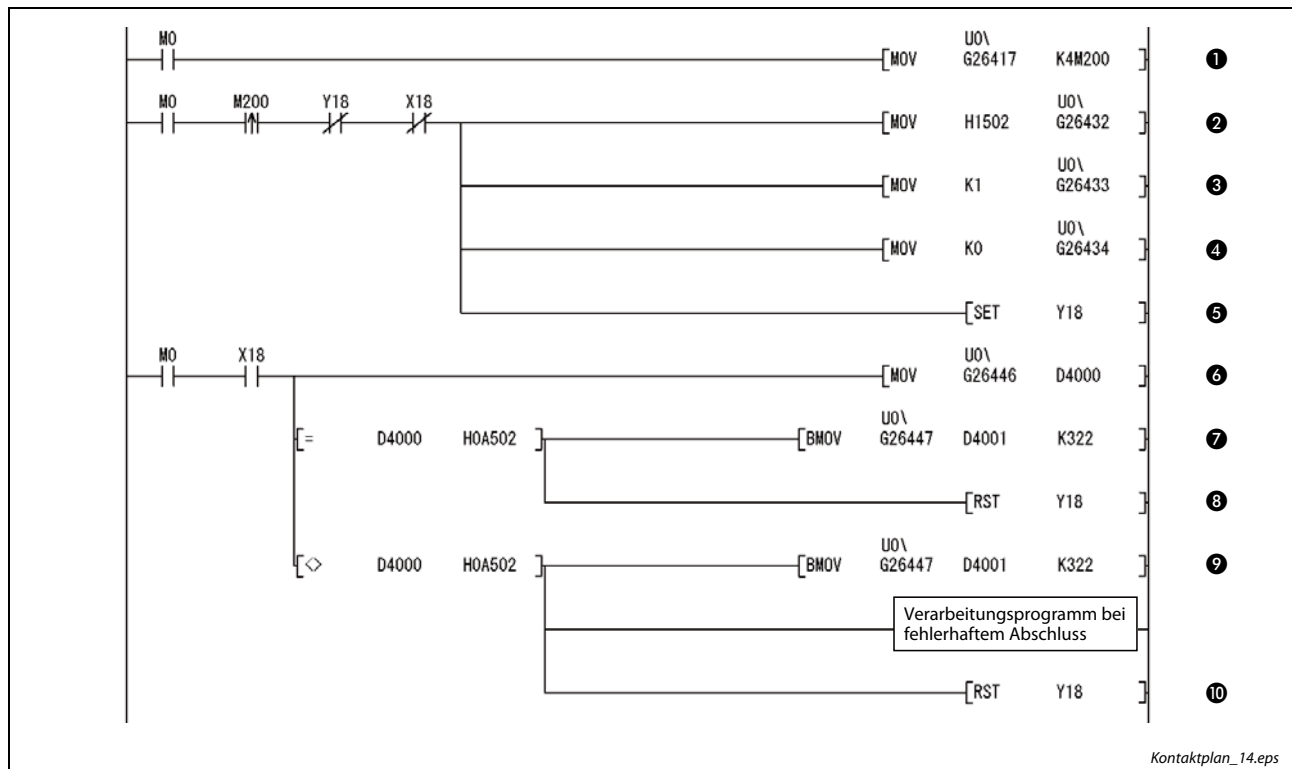 M0
U0\
[MOV G26417 K4M200 ] ❶
M0 M200 Y18 X18
U0\
[MOV H1502 G26432 ] ❷
U0\
[MOV K1 G26433 ] ❸
U0\
[MOV K0 G26434 ] ❹
[SET Y18 ] ❺
M0 X18
U0\
[MOV G26446 D4000 ] ❻
[= D4000 H0A502 ]
U0\
[BMOV G26447 D4001 K322 ] ❼
[RST Y18 ] ❽
[<> D4000 H0A502 ]
U0\
[BMOV G26447 D4001 K322 ] ❾
Verarbeitungsprogramm bei
fehlerhaftem Abschluss
[RST Y18 ] ❿
Kontaktplan_14.eps